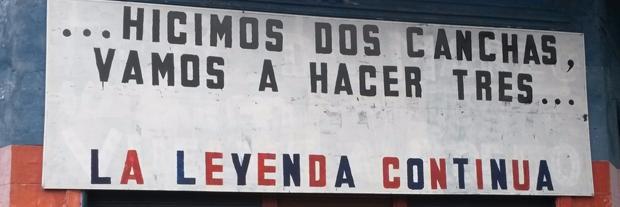 ...HICIMOS DOS CANCHAS,
VAMOS A HACER TRES...
LA LEYENDA CONTINUA